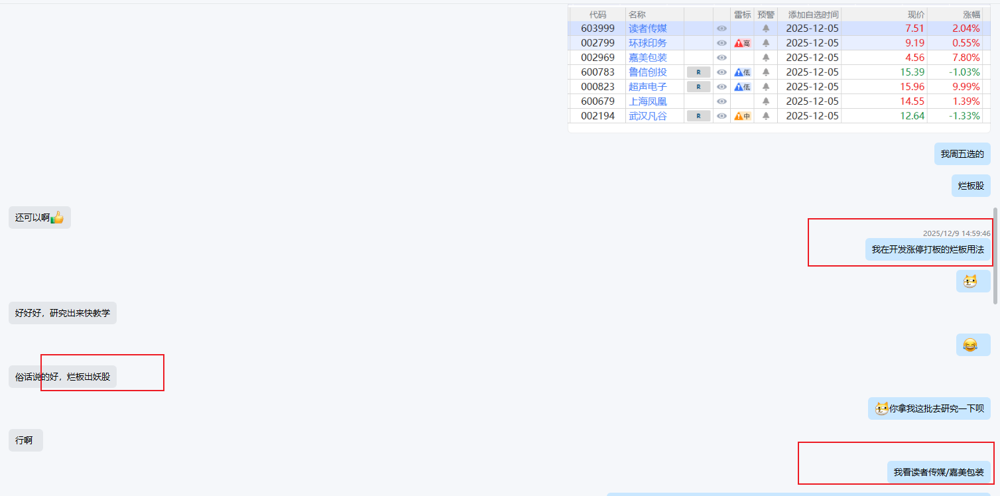 代码 名称 雷标 预警 添加自选时间 现价 涨幅
603999 读者传媒 2025-12-05 7.51 2.04%
002799 环球印务 高 2025-12-05 9.19 0.55%
002969 嘉美包装 2025-12-05 4.56 7.80%
600783 鲁信创投 R 低 2025-12-05 15.39 -1.03%
000823 超声电子 R 低 2025-12-05 15.96 9.99%
600679 上海凤凰 2025-12-05 14.55 1.39%
002194 武汉凡谷 R 中 2025-12-05 12.64 -1.33%
我周五选的
烂板股
还可以啊
2025/12/9 14:59:46
我在开发涨停打板的烂板用法
好好好，研究出来快教学
俗话说的好，烂板出妖股
你拿我这批去研究一下呗
行啊
我看读者传媒/嘉美包装